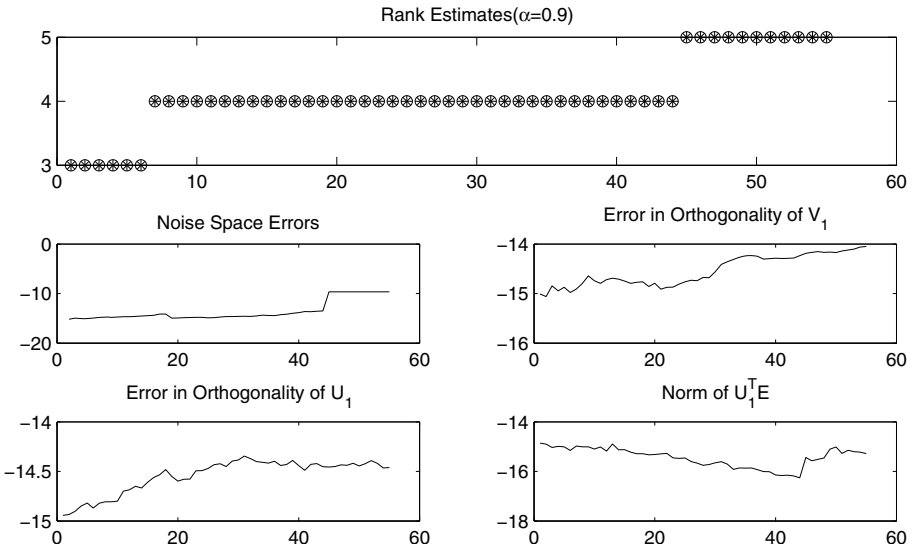 Rank Estimates(α=0.9)
5
4
3
0 10 20 30 40 50 60
Noise Space Errors
0
−10
−20
0 20 40 60
Error in Orthogonality of V₁
−14
−15
−16
0 20 40 60
Error in Orthogonality of U₁
−14
−14.5
−15
0 20 40 60
Norm of U₁ᵀE
−14
−16
−18
0 20 40 60